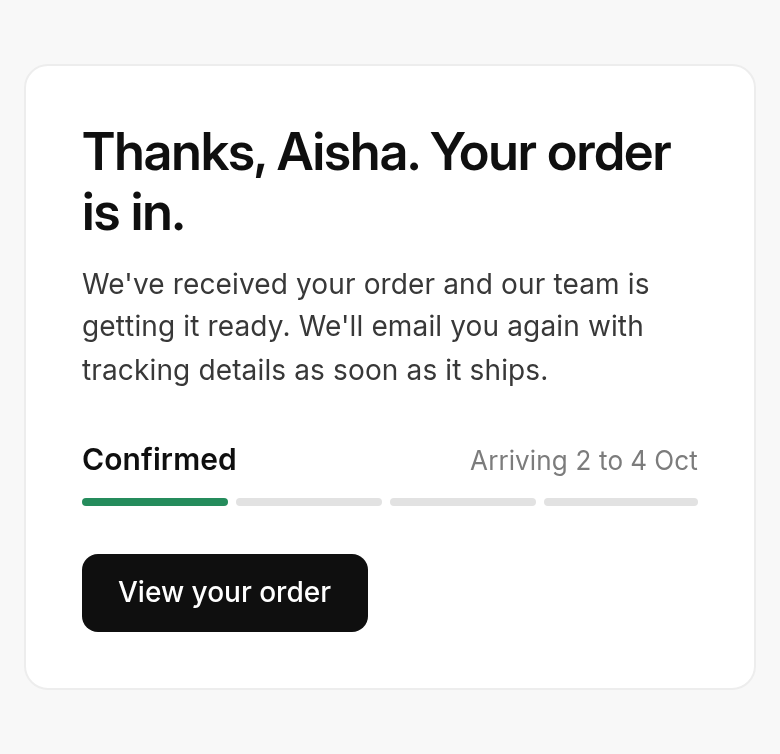 Thanks, Aisha. Your order
is in.
We've received your order and our team is
getting it ready. We'll email you again with
tracking details as soon as it ships.
Confirmed
Arriving 2 to 4 Oct
View your order